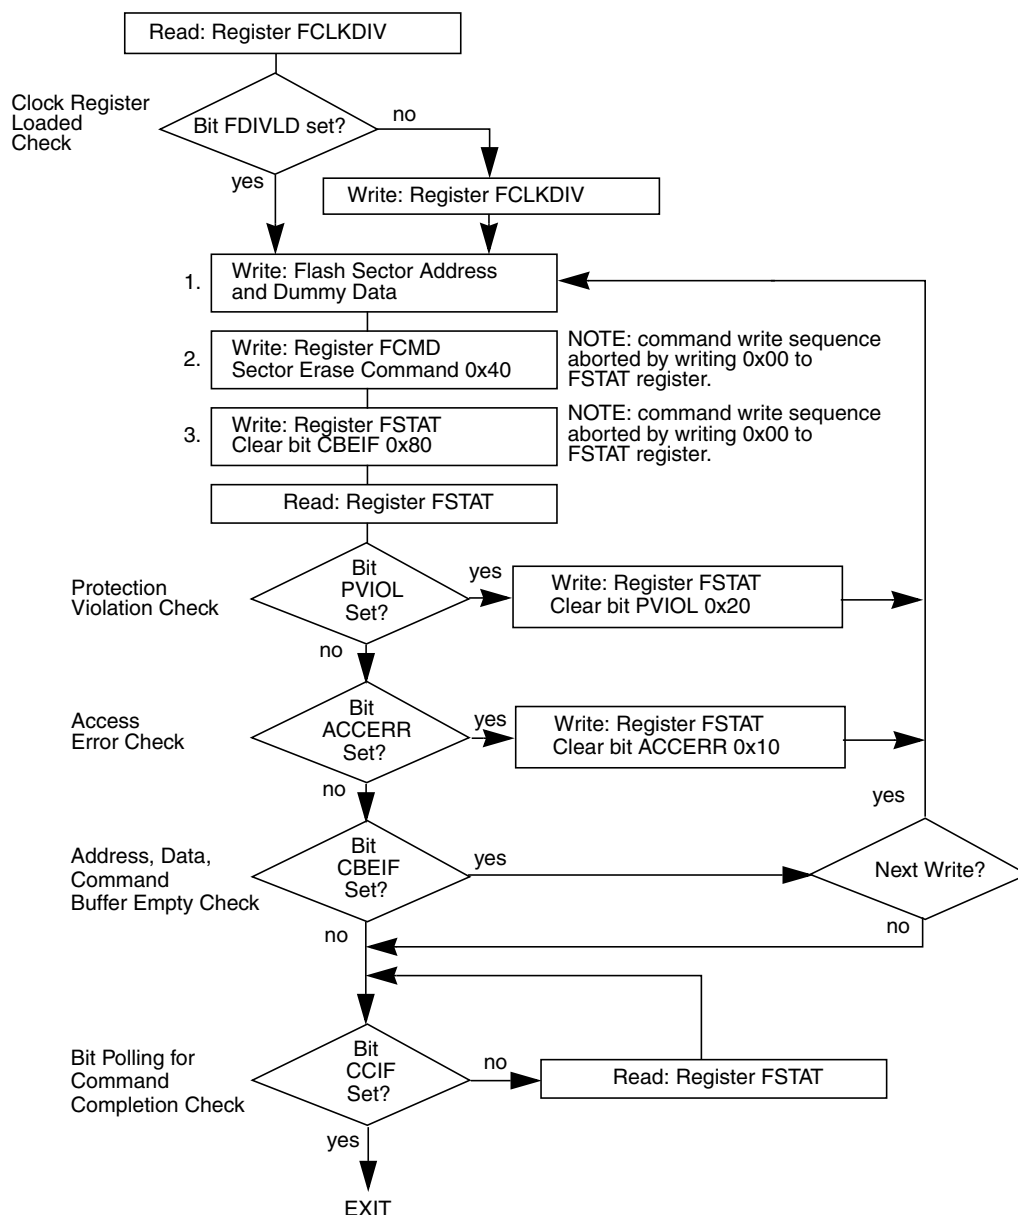 Read: Register FCLKDIV
Clock Register
Loaded
Check
Bit FDIVLD set?
no
yes
Write: Register FCLKDIV
1.
Write: Flash Sector Address
and Dummy Data
2.
Write: Register FCMD
Sector Erase Command 0x40
NOTE: command write sequence
aborted by writing 0x00 to
FSTAT register.
3.
Write: Register FSTAT
Clear bit CBEIF 0x80
NOTE: command write sequence
aborted by writing 0x00 to
FSTAT register.
Read: Register FSTAT
Protection
Violation Check
Bit
PVIOL
Set?
yes
Write: Register FSTAT
Clear bit PVIOL 0x20
no
Access
Error Check
Bit
ACCERR
Set?
yes
Write: Register FSTAT
Clear bit ACCERR 0x10
no
yes
Address, Data,
Command
Buffer Empty Check
Bit
CBEIF
Set?
yes
Next Write?
no
no
Bit Polling for
Command
Completion Check
Bit
CCIF
Set?
no
Read: Register FSTAT
yes
EXIT